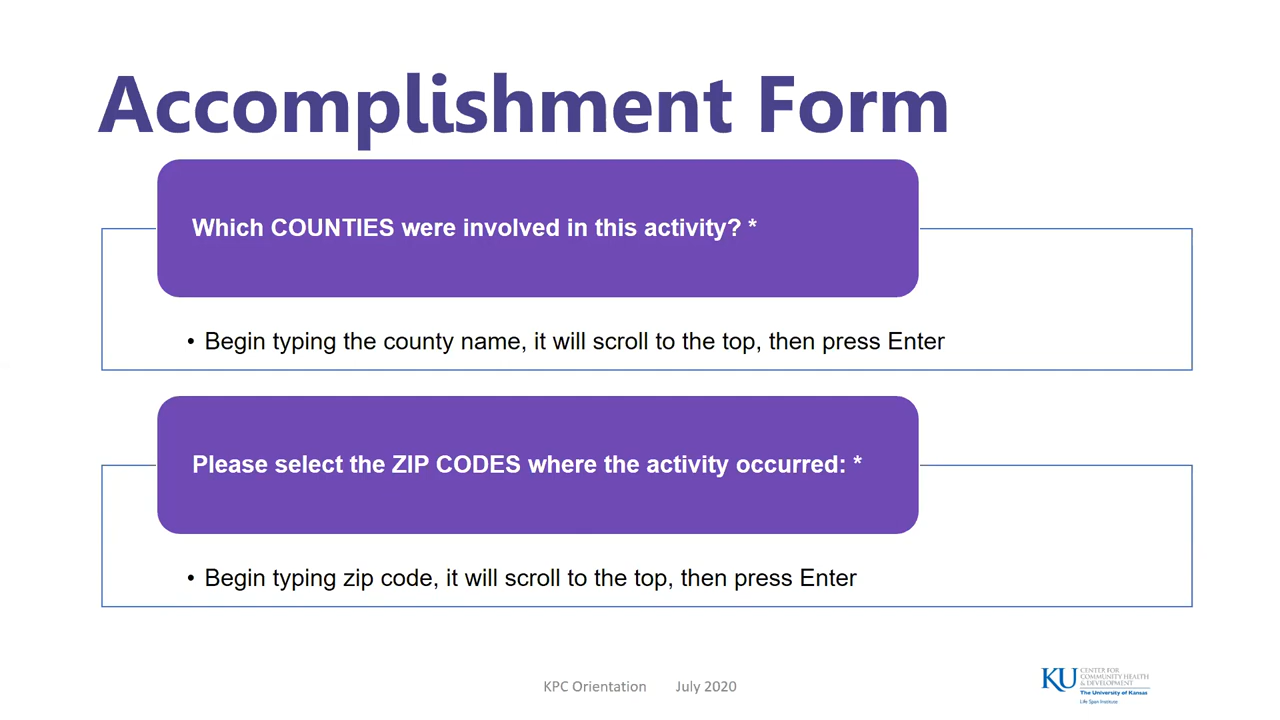 Accomplishment Form
Which COUNTIES were involved in this activity? *
• Begin typing the county name, it will scroll to the top, then press Enter
Please select the ZIP CODES where the activity occurred: *
• Begin typing zip code, it will scroll to the top, then press Enter
KPC Orientation July 2020
KU
CENTER FOR
COMMUNITY HEALTH
& DEVELOPMENT
The University of Kansas
Life Span Institute